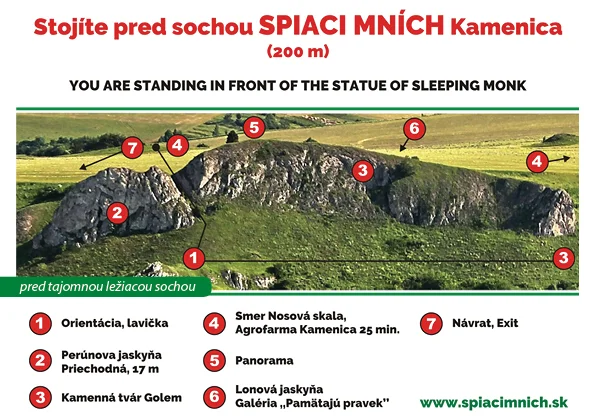 Stojíte pred sochou SPIACI MNÍCH Kamenica
(200 m)
YOU ARE STANDING IN FRONT OF THE STATUE OF SLEEPING MONK
5
6
7
4
4
3
2
1
3
pred tajomnou ležiacou sochou
1 Orientácia, lavička
2 Perúnova jaskyňa
Priechodná, 17 m
3 Kamenná tvár Golem
4 Smer Nosová skala,
Agrofarma Kamenica 25 min.
5 Panorama
6 Lonová jaskyňa
Galéria „Pamätajú pravek"
7 Návrat, Exit
www.spiacimnich.sk